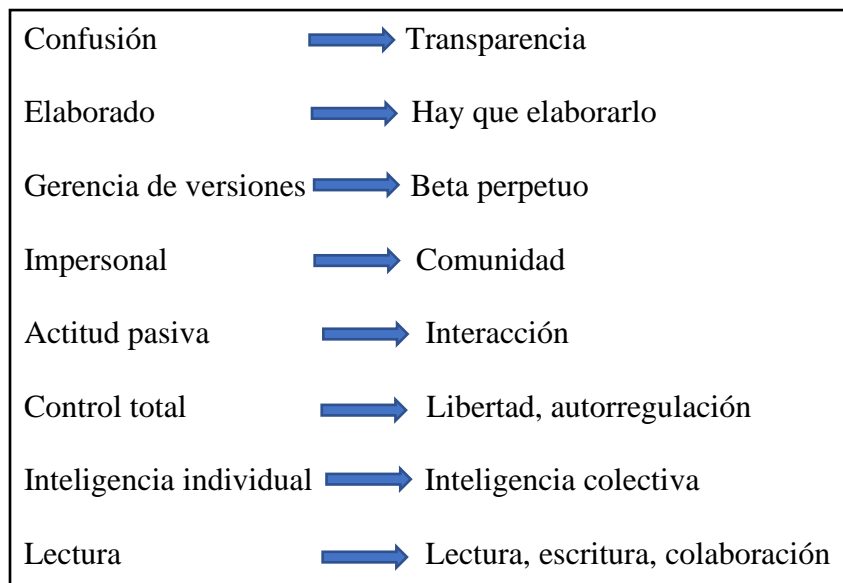 Confusión Transparencia
Elaborado Hay que elaborarlo
Gerencia de versiones Beta perpetuo
Impersonal Comunidad
Actitud pasiva Interacción
Control total Libertad, autorregulación
Inteligencia individual Inteligencia colectiva
Lectura Lectura, escritura, colaboración